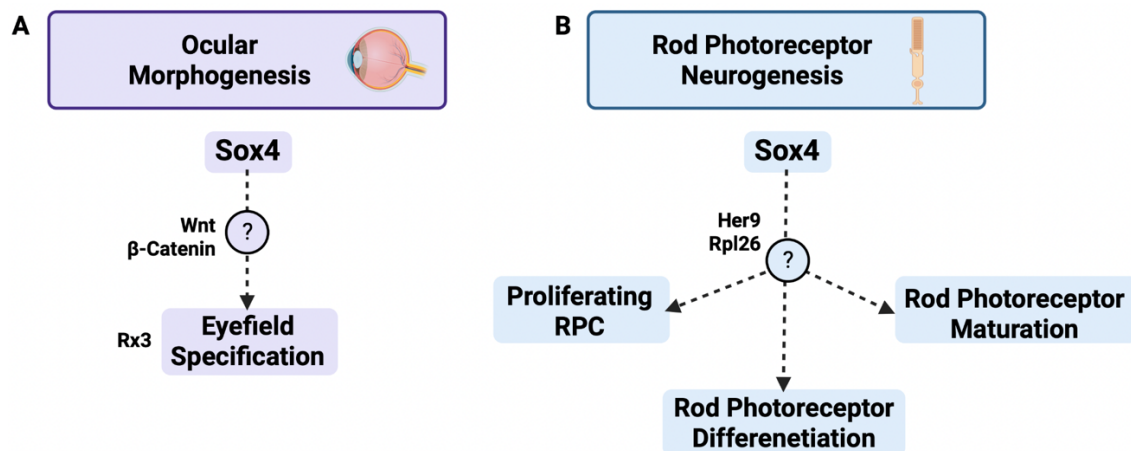 A
Ocular
Morphogenesis
Sox4
Wnt
β-Catenin
?
Rx3
Eyefield
Specification
B
Rod Photoreceptor
Neurogenesis
Sox4
Her9
Rpl26
?
Proliferating
RPC
Rod Photoreceptor
Maturation
Rod Photoreceptor
Differenetiation